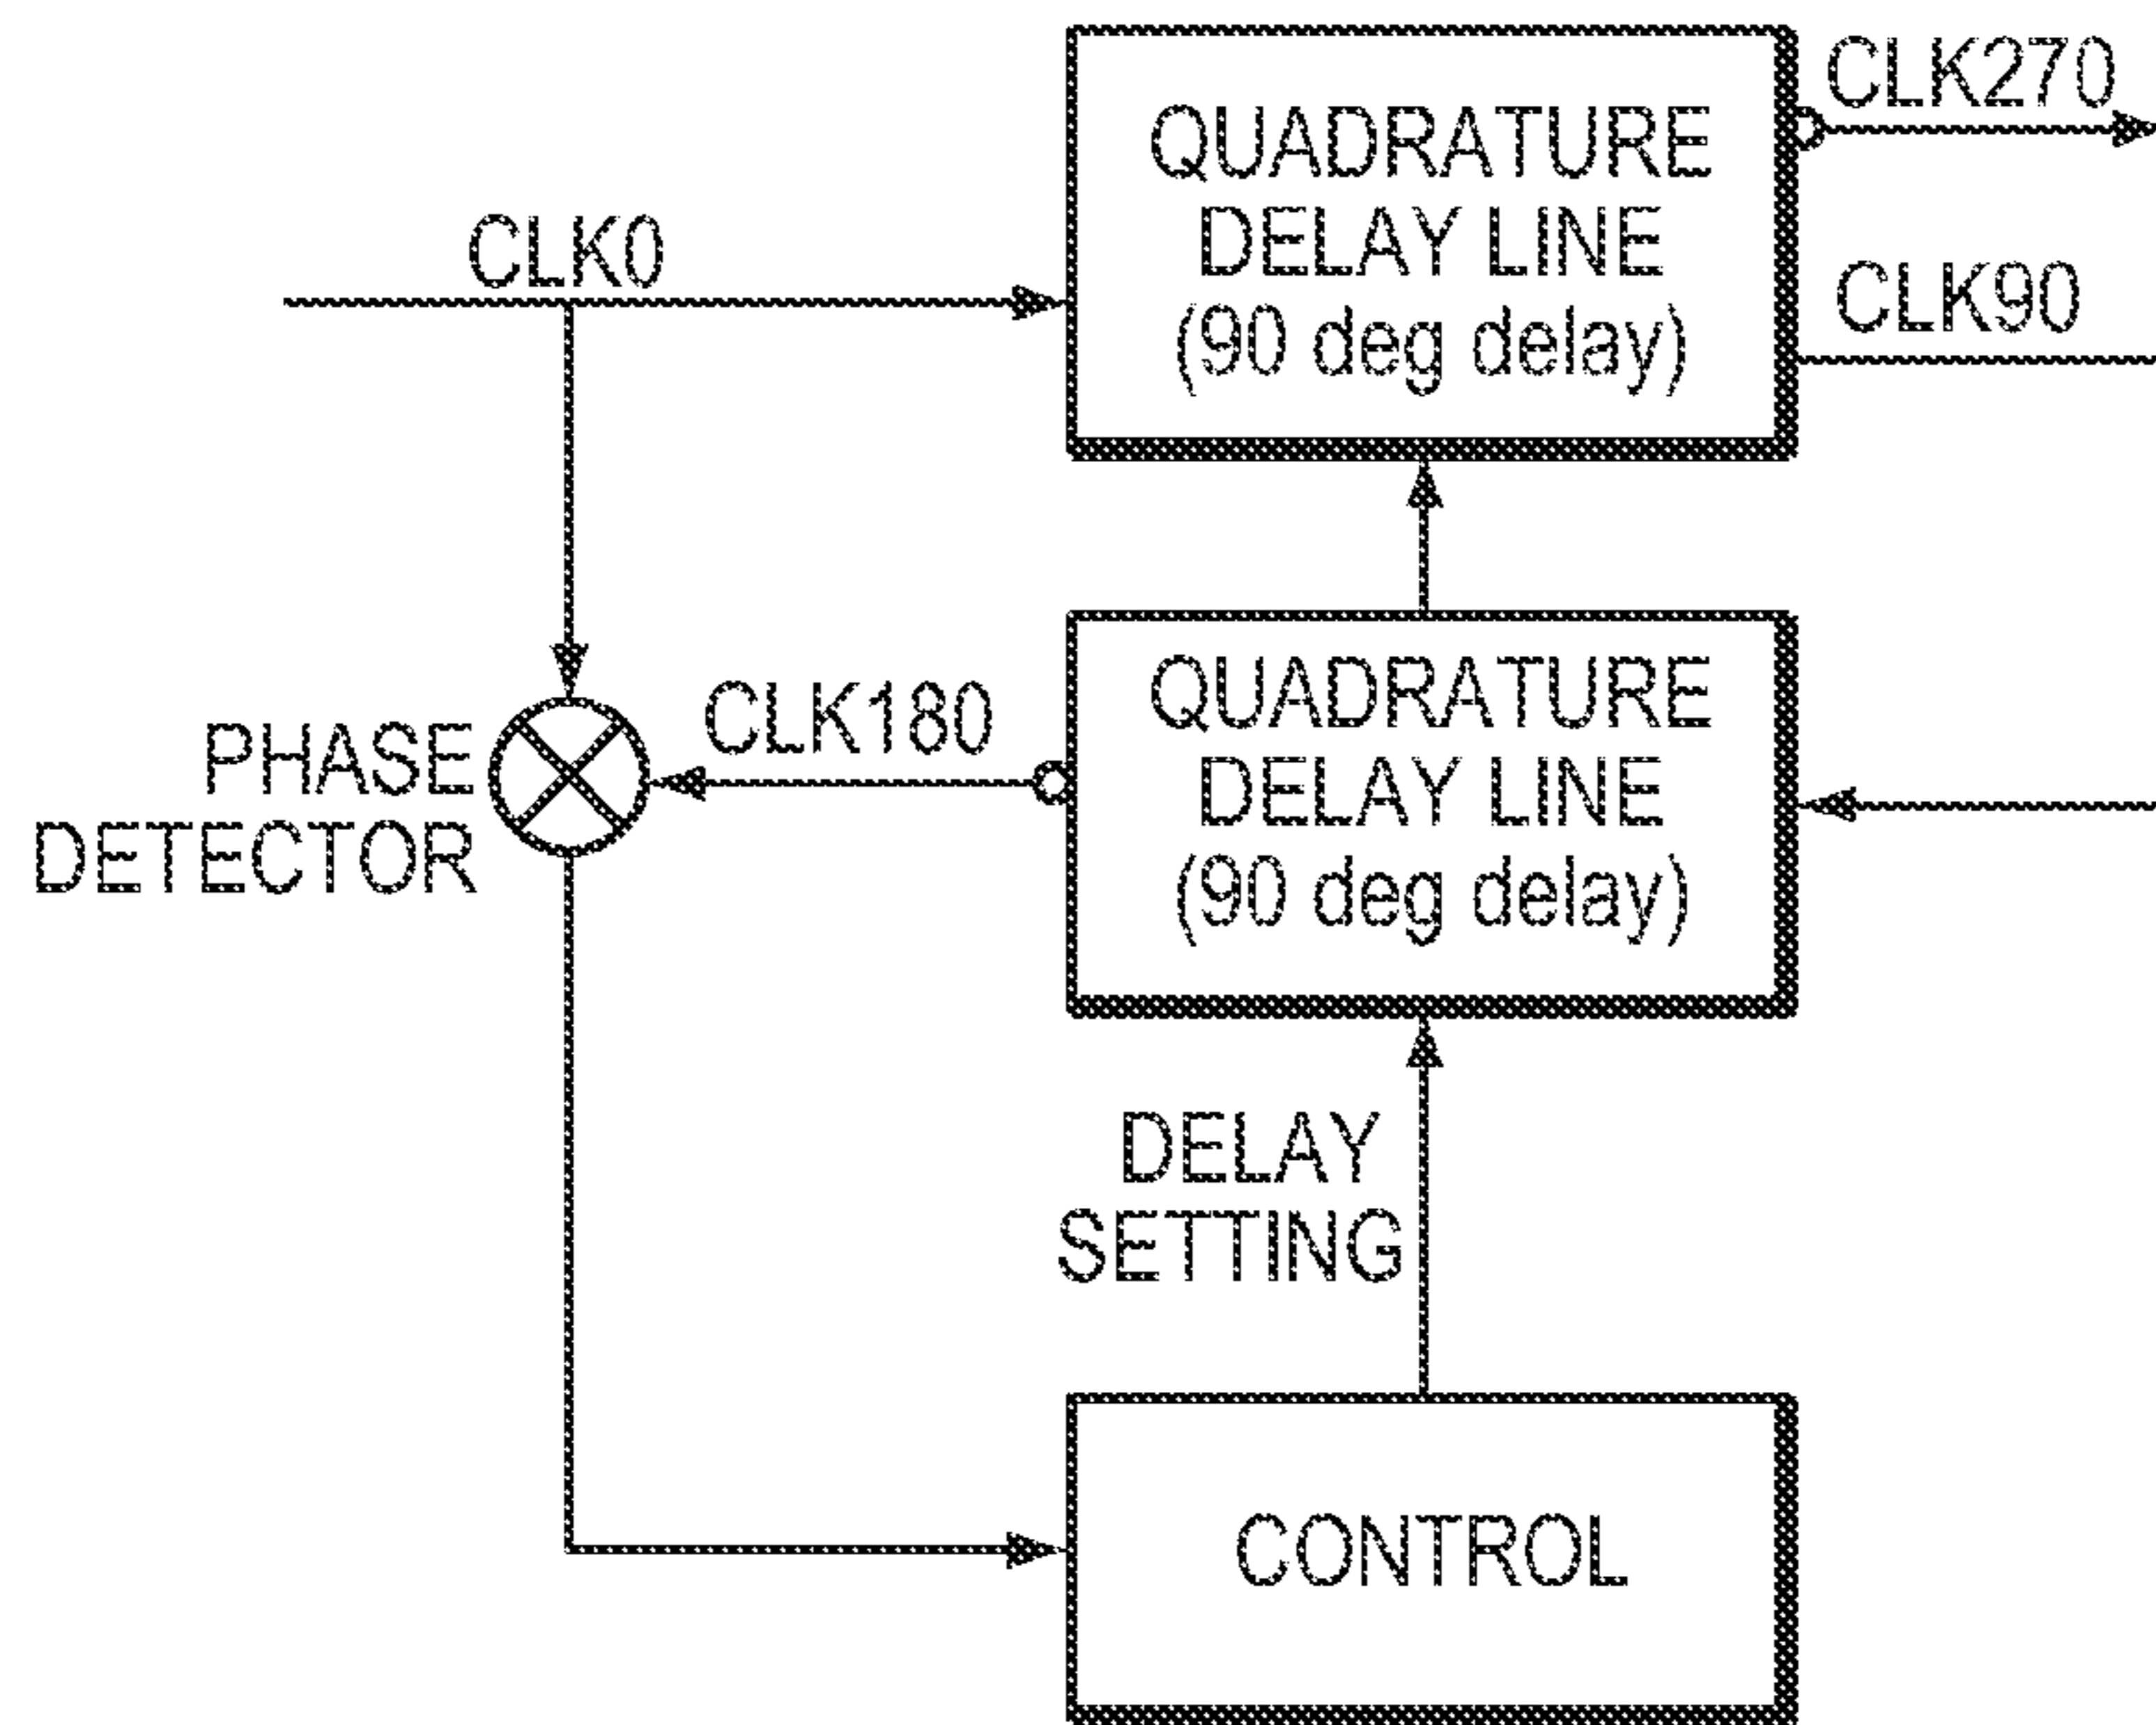 CLK270
QUADRATURE
DELAY LINE
(90 deg delay)
CLK0
CLK90
QUADRATURE
DELAY LINE
(90 deg delay)
CLK180
PHASE
DETECTOR
DELAY
SETTING
CONTROL